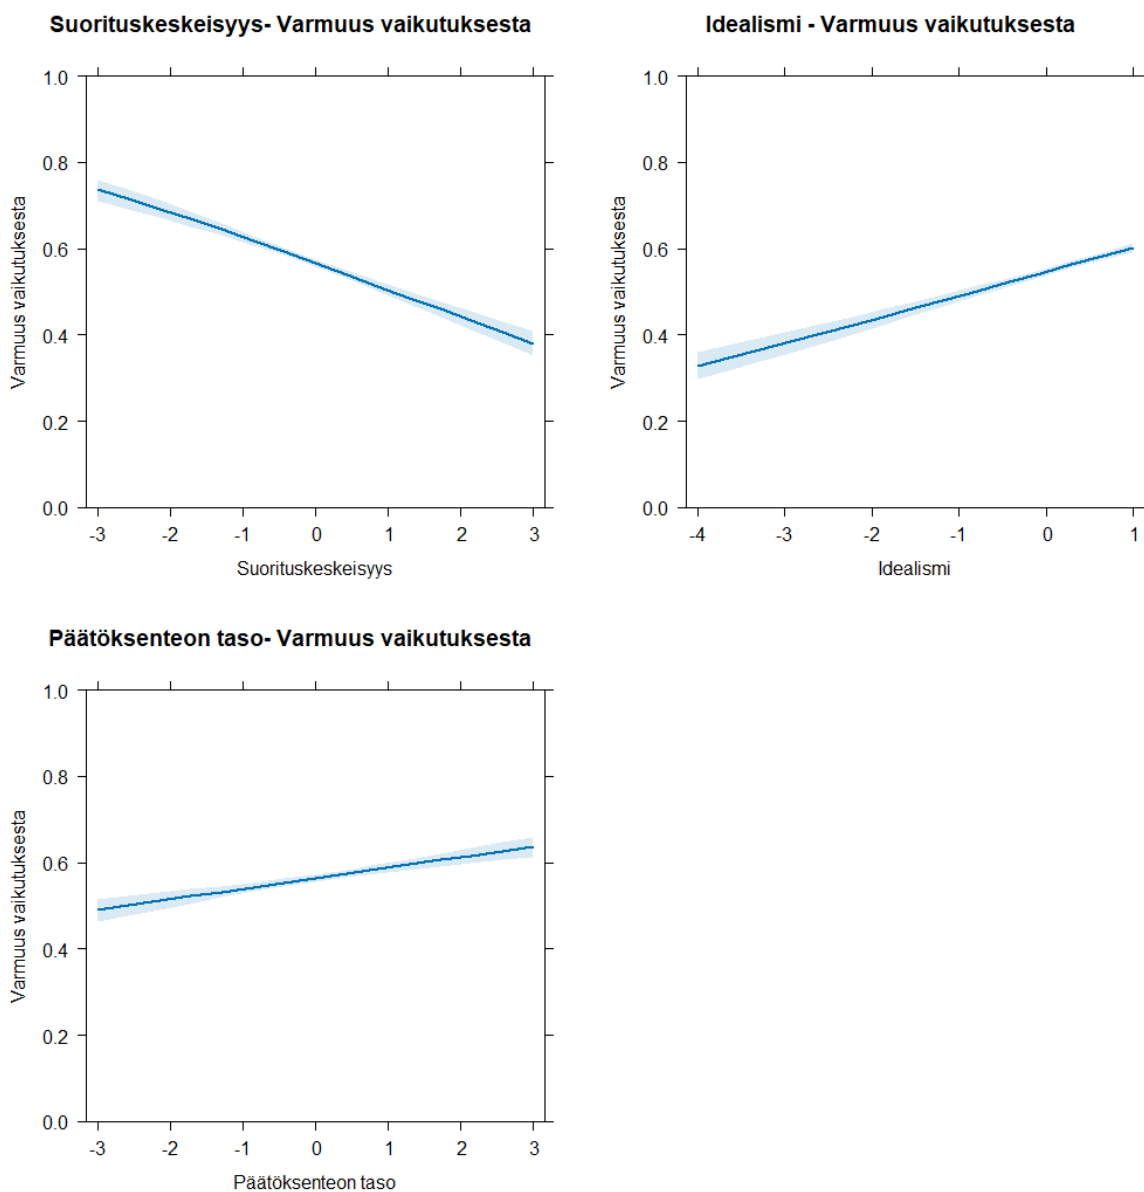 Suorituskeskeisyys- Varmuus vaikutuksesta
1.0
0.8
0.6
0.4
0.2
0.0
Varmuus vaikutuksesta
-3 -2 -1 0 1 2 3
Suorituskeskeisyys
Idealismi - Varmuus vaikutuksesta
1.0
0.8
0.6
0.4
0.2
0.0
Varmuus vaikutuksesta
-4 -3 -2 -1 0 1
Idealismi
Päätöksenteon taso- Varmuus vaikutuksesta
1.0
0.8
0.6
0.4
0.2
0.0
Varmuus vaikutuksesta
-3 -2 -1 0 1 2 3
Päätöksenteon taso